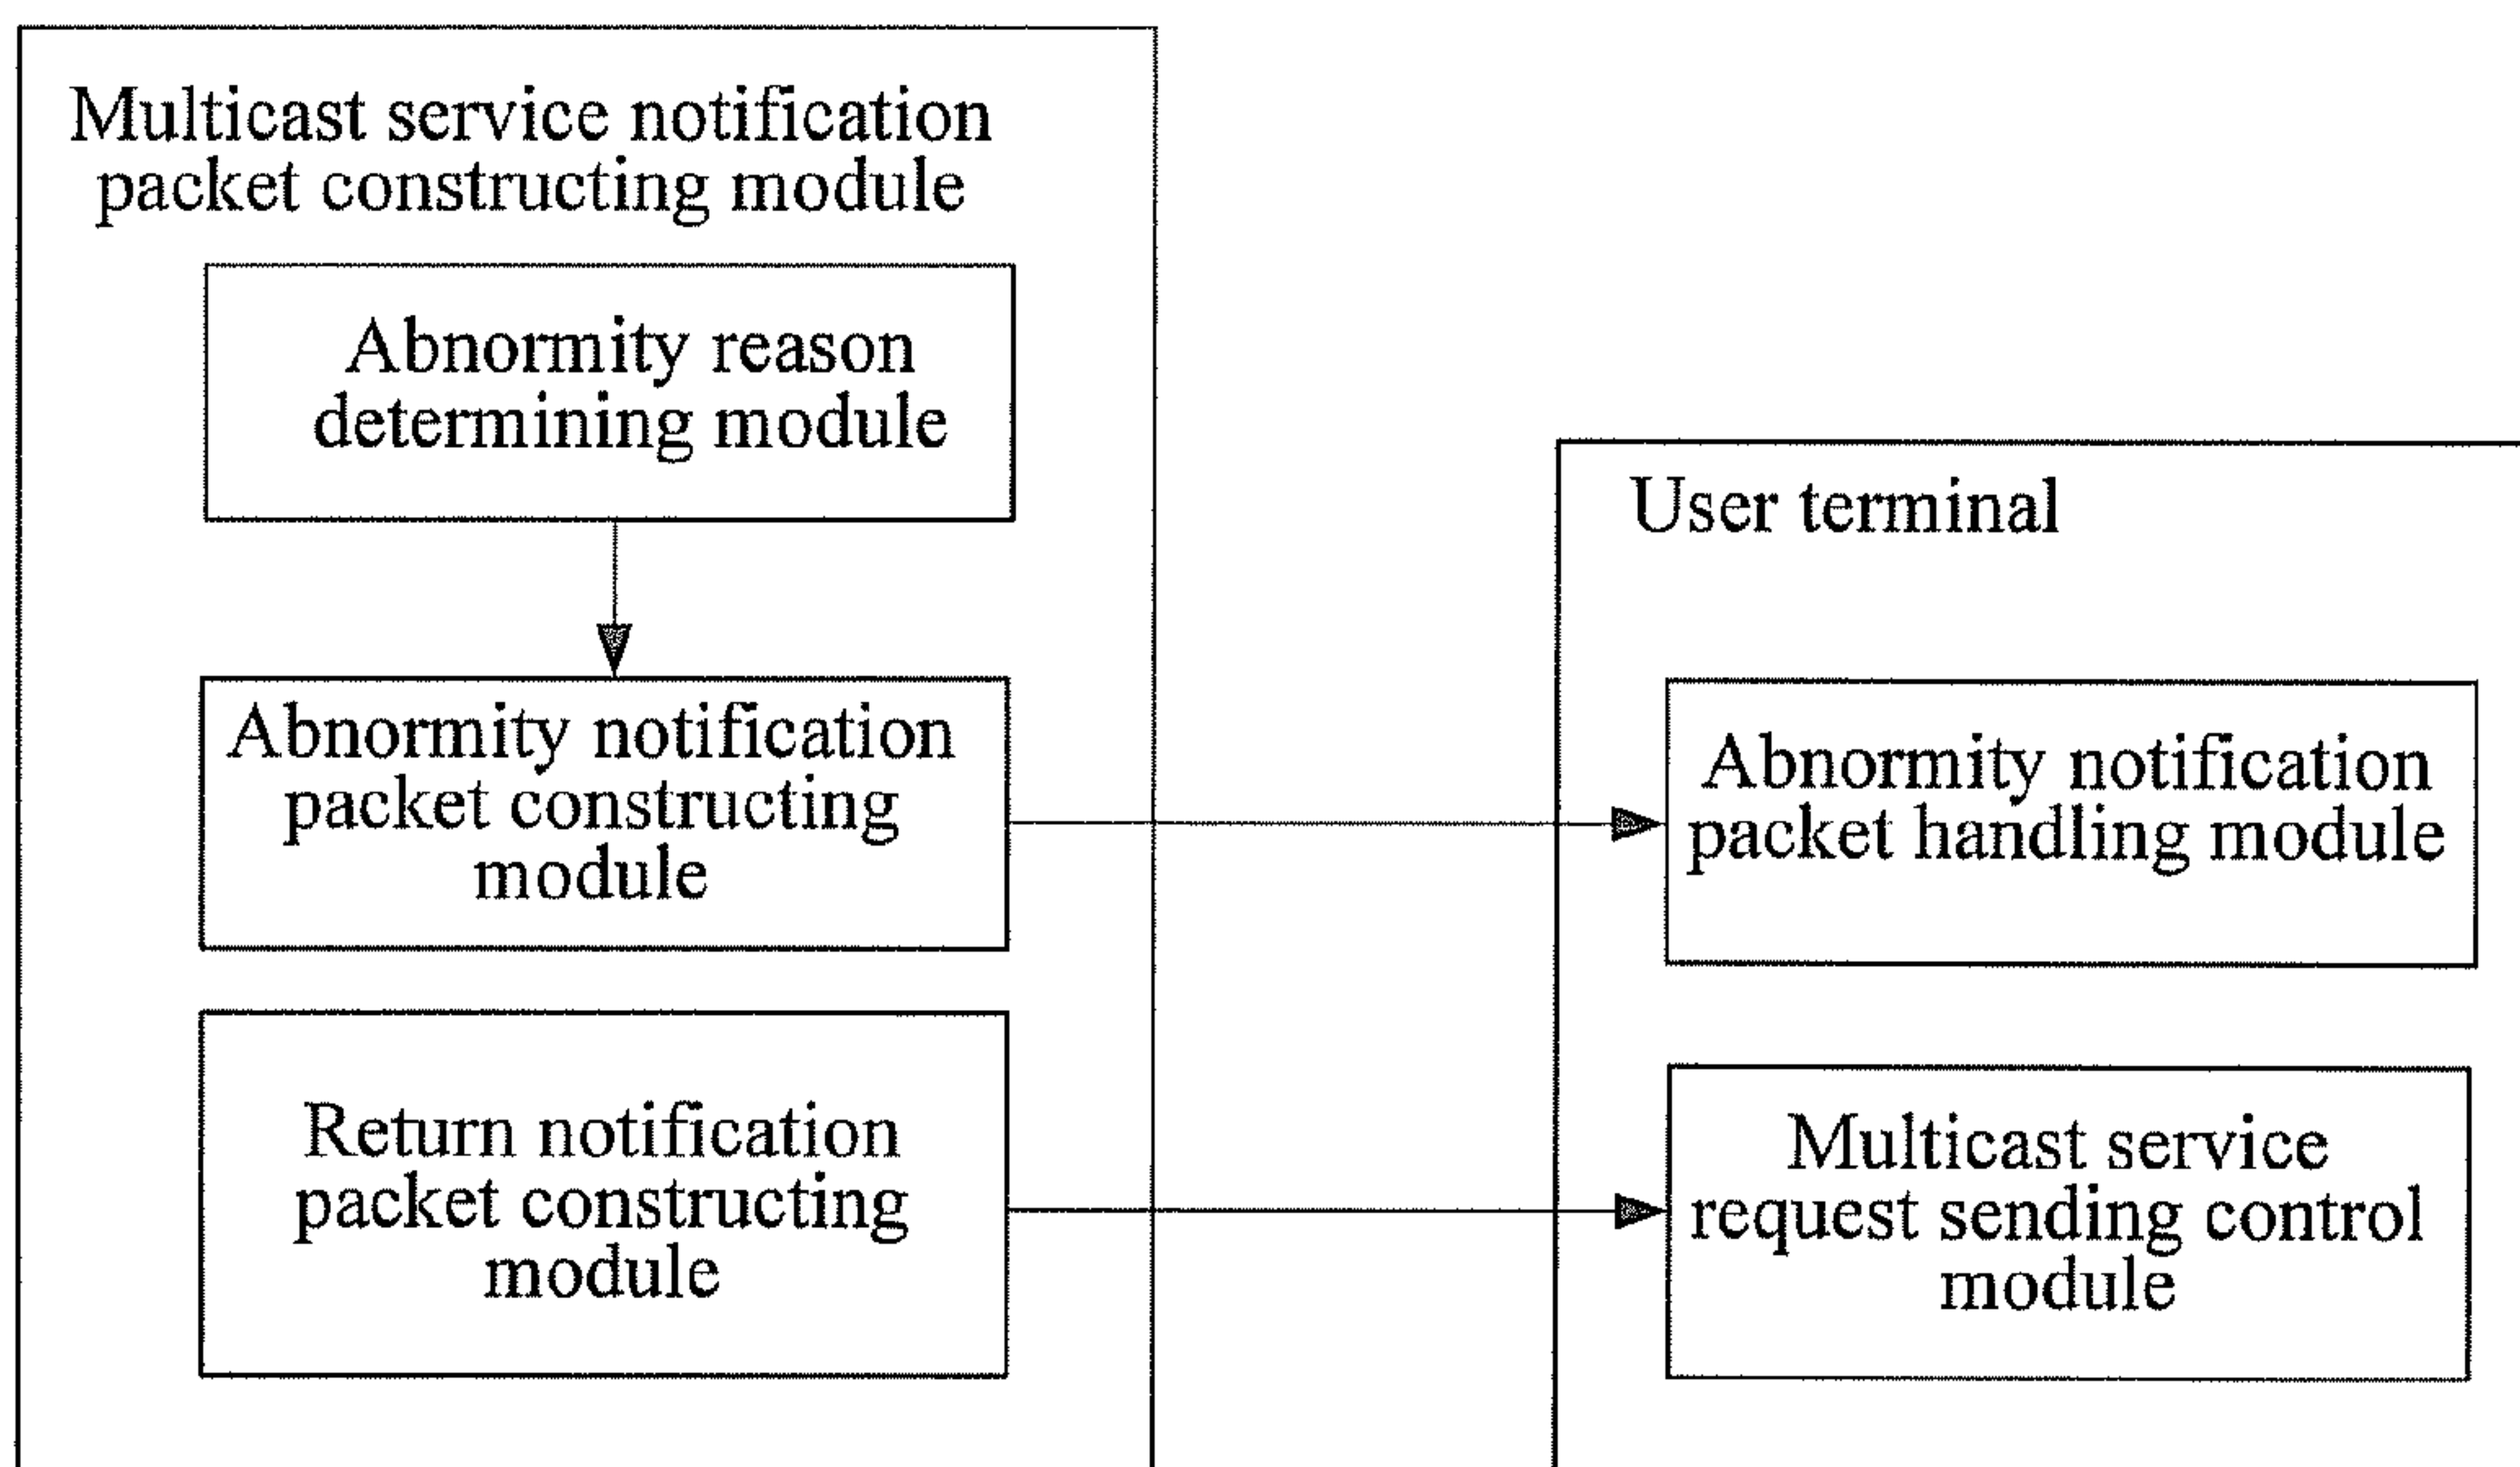 Multicast service notification
packet constructing module
Abnormity reason
determining module
Abnormity notification
packet constructing
module
Return notification
packet constructing
module
User terminal
Abnormity notification
packet handling module
Multicast service
request sending control
module